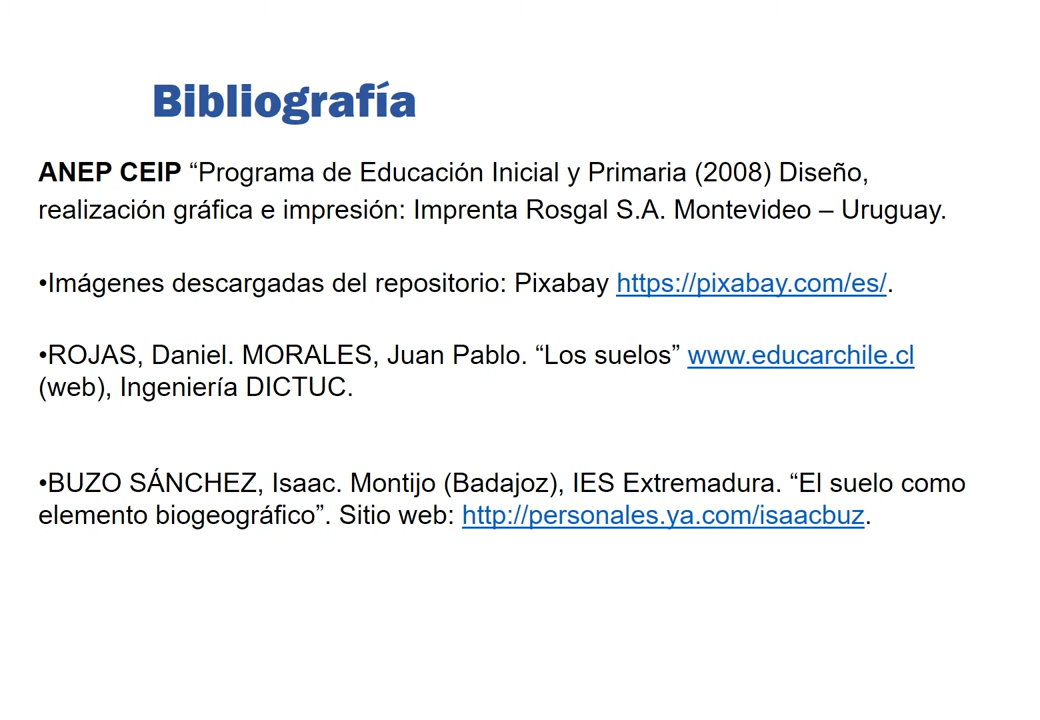 Bibliografía
ANEP CEIP “Programa de Educación Inicial y Primaria (2008) Diseño,
realización gráfica e impresión: Imprenta Rosgal S.A. Montevideo – Uruguay.
•Imágenes descargadas del repositorio: Pixabay https://pixabay.com/es/.
•ROJAS, Daniel. MORALES, Juan Pablo. “Los suelos” www.educarchile.cl
(web), Ingeniería DICTUC.
•BUZO SÁNCHEZ, Isaac. Montijo (Badajoz), IES Extremadura. “El suelo como
elemento biogeográfico”. Sitio web: http://personales.ya.com/isaacbuz.